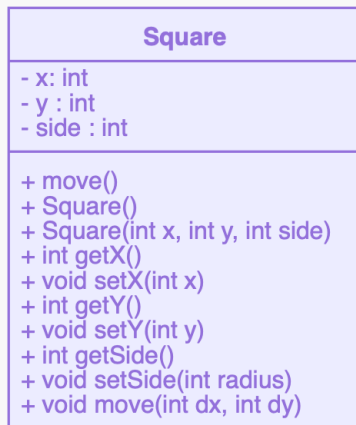 Square
- x: int
- y : int
- side : int
+ move()
+ Square()
+ Square(int x, int y, int side)
+ int getX()
+ void setX(int x)
+ int getY()
+ void setY(int y)
+ int getSide()
+ void setSide(int radius)
+ void move(int dx, int dy)